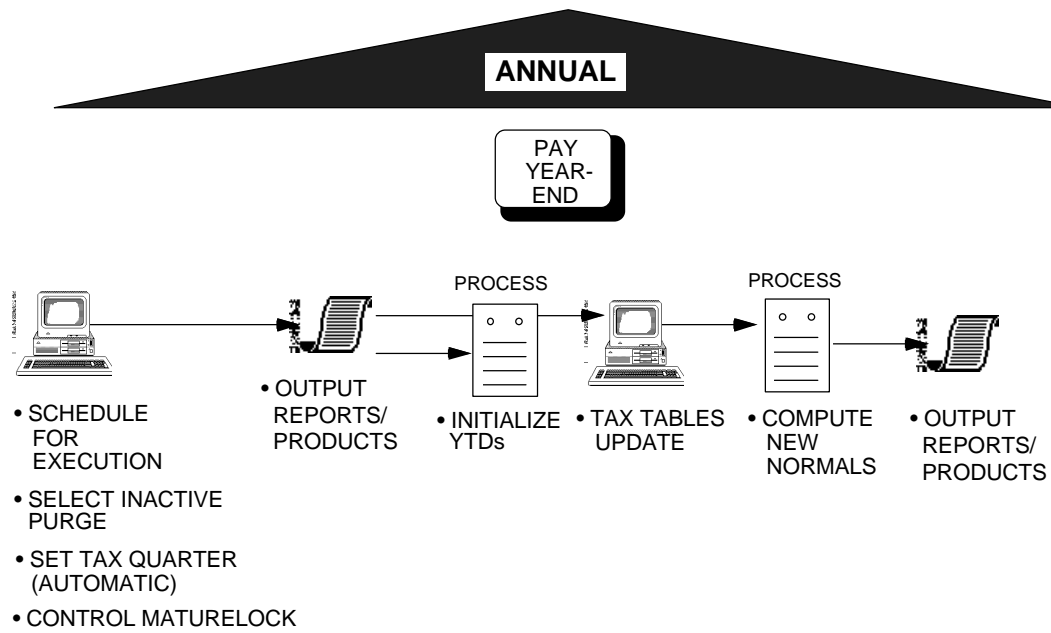 ANNUAL
PAY
YEAR-
END
PROCESS
PROCESS
• SCHEDULE
FOR
EXECUTION
• SELECT INACTIVE
PURGE
• SET TAX QUARTER
(AUTOMATIC)
• CONTROL MATURELOCK
• OUTPUT
REPORTS/
PRODUCTS
• INITIALIZE
YTDs
• TAX TABLES
UPDATE
• COMPUTE
NEW
NORMALS
• OUTPUT
REPORTS/
PRODUCTS